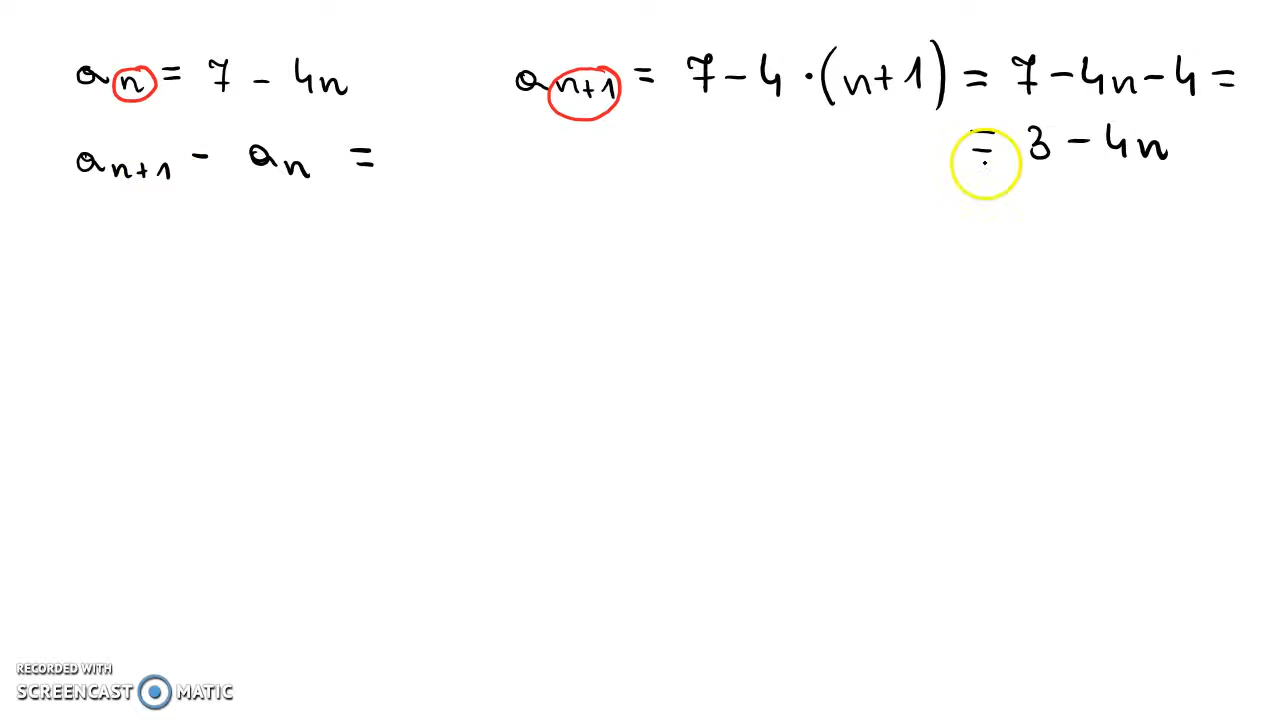 aₙ = 7 - 4n
aₙ₊₁ = 7 - 4 · (n+1) = 7 - 4n - 4 =
= 3 - 4n
aₙ₊₁ - aₙ =
RECORDED WITH
SCREENCAST MATIC